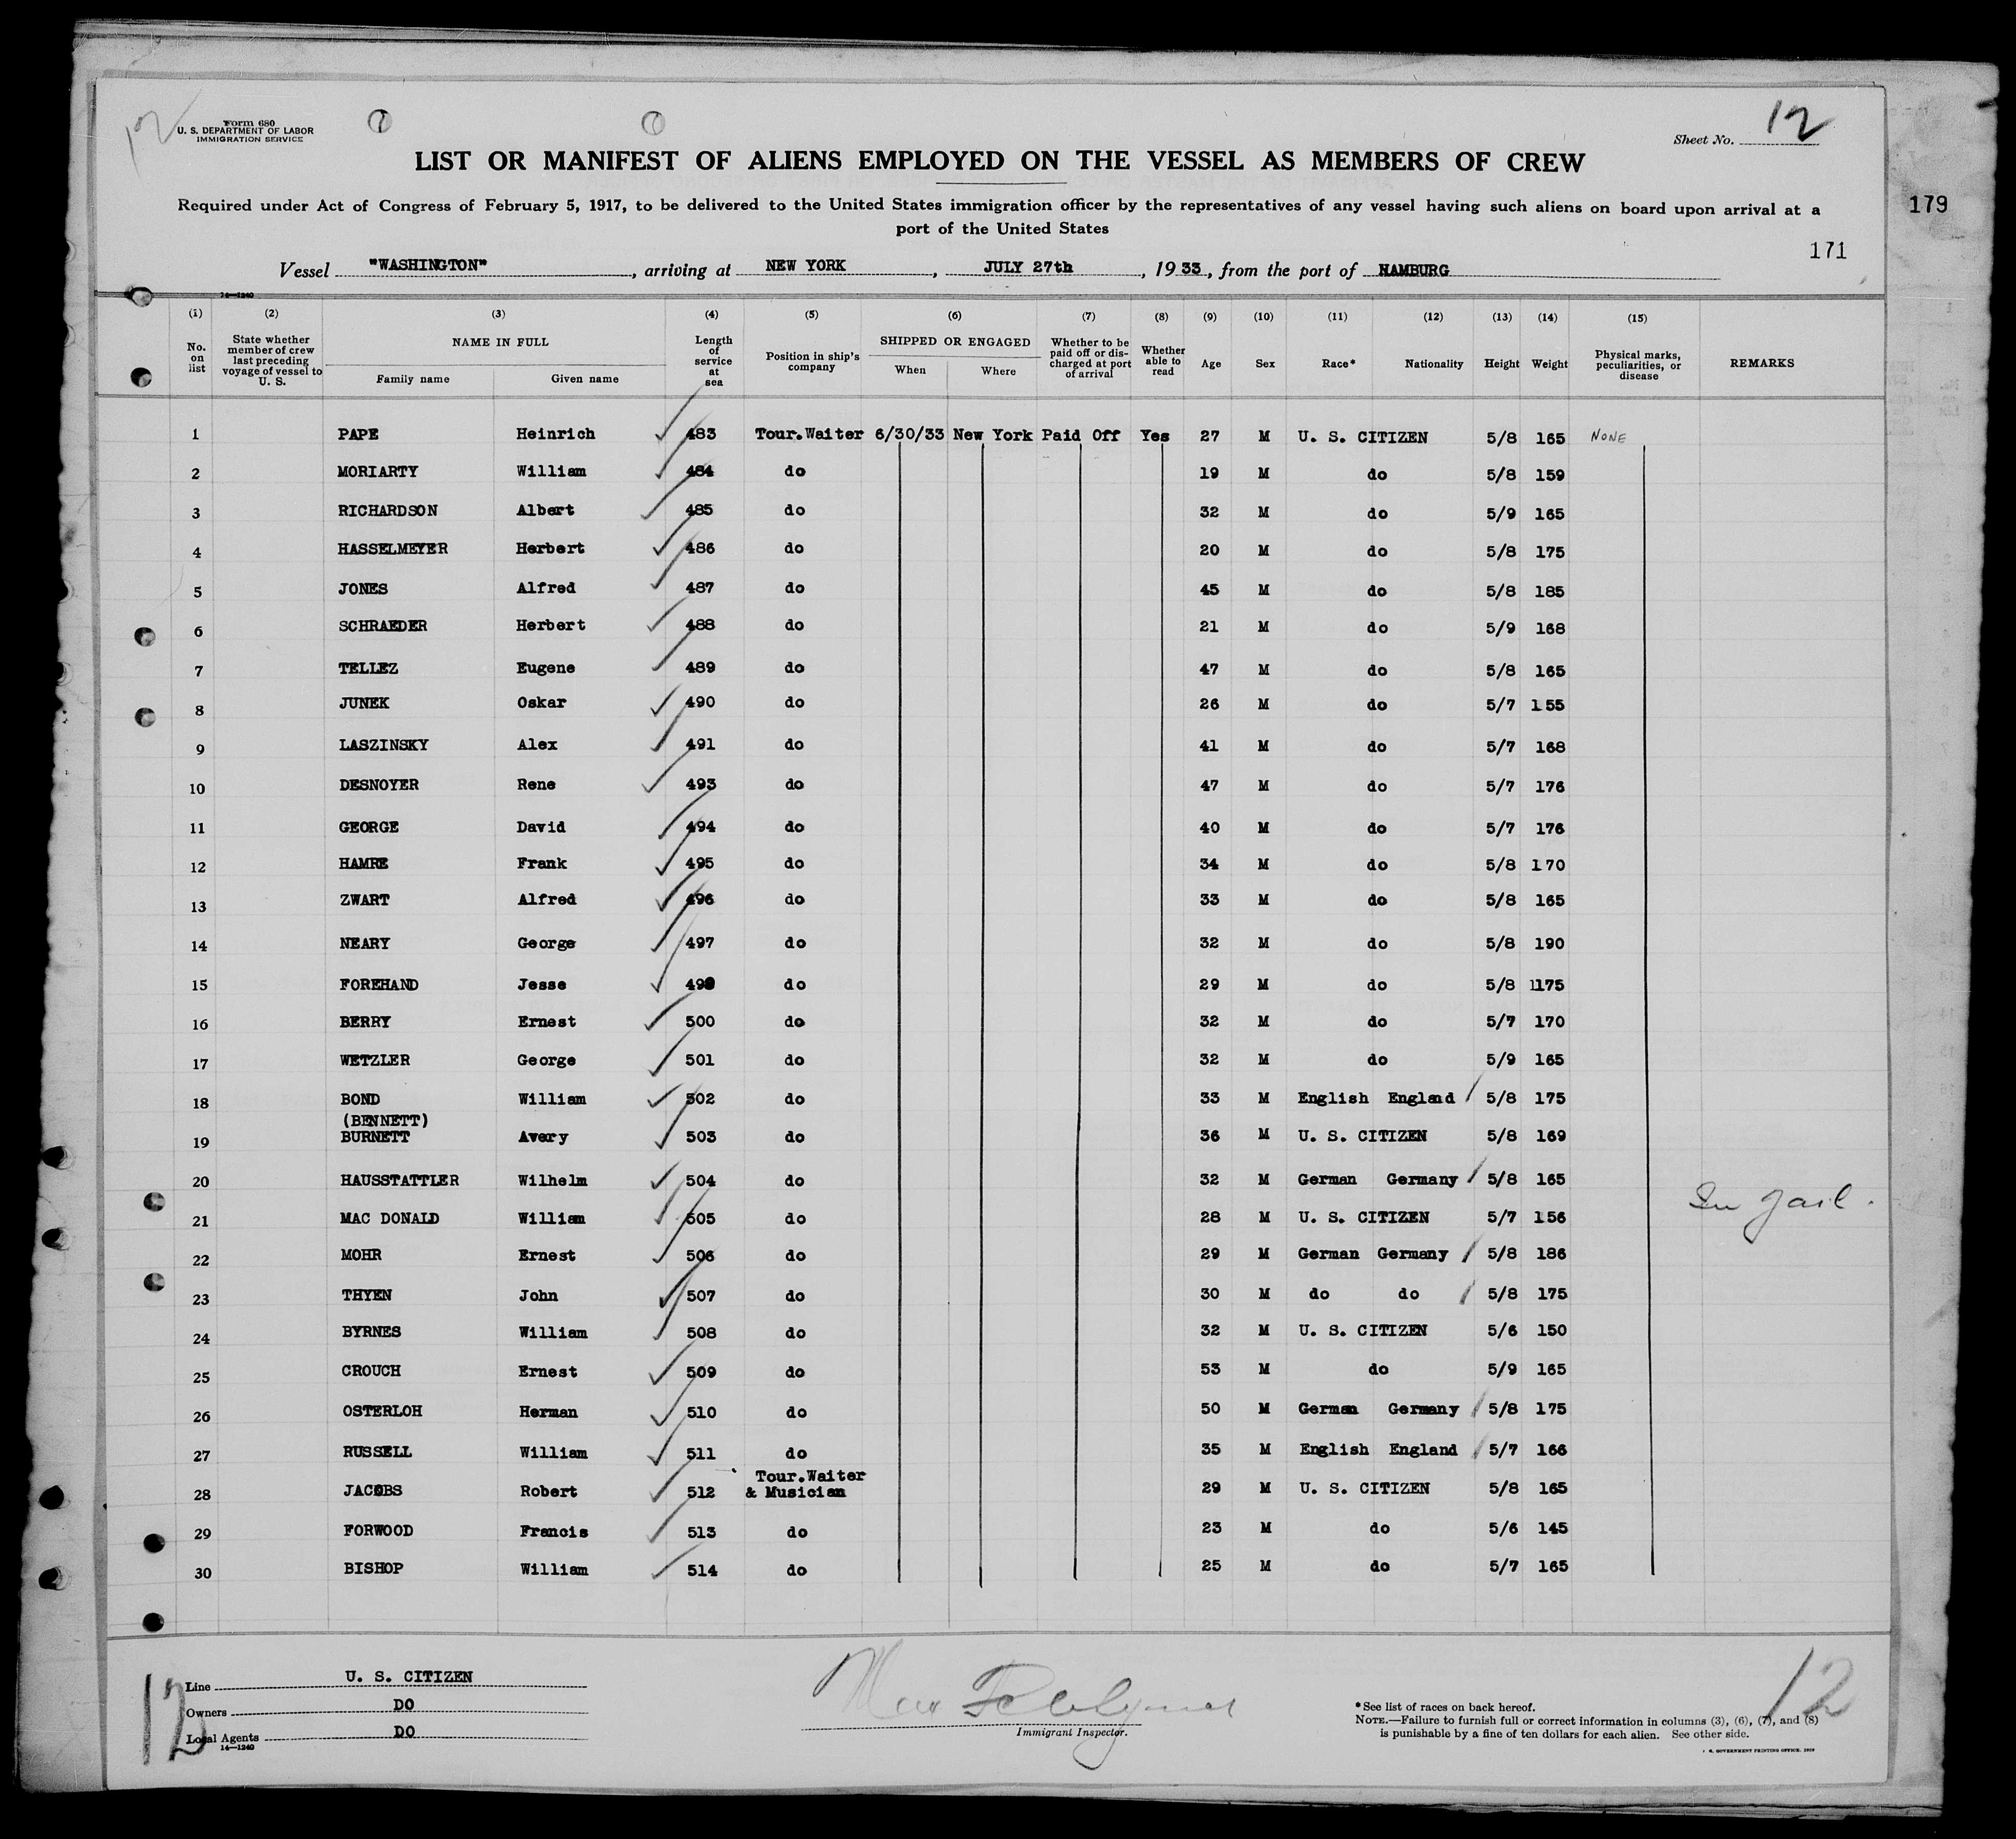 Form 680
U. S. DEPARTMENT OF LABOR
IMMIGRATION SERVICE
Sheet No. 12
12
LIST OR MANIFEST OF ALIENS EMPLOYED ON THE VESSEL AS MEMBERS OF CREW
Required under Act of Congress of February 5, 1917, to be delivered to the United States immigration officer by the representatives of any vessel having such aliens on board upon arrival at a
port of the United States
179
171
Vessel "WASHINGTON", arriving at NEW YORK, JULY 27th, 1933, from the port of HAMBURG
14—1240
(1) (2) (3) (4) (5) (6) (7) (8) (9) (10) (11) (12) (13) (14) (15)
No. on list
State whether member of crew last preceding voyage of vessel to U. S.
NAME IN FULL
Family name Given name
Length of service at sea
Position in ship's company
SHIPPED OR ENGAGED
When Where
Whether to be paid off or discharged at port of arrival
Whether able to read
Age Sex Race* Nationality Height Weight
Physical marks, peculiarities, or disease
REMARKS
1 PAPE Heinrich 483 Tour.Waiter 6/30/33 New York Paid Off Yes 27 M U. S. CITIZEN 5/8 165 NONE
2 MORIARTY William 484 do 19 M do 5/8 159
3 RICHARDSON Albert 485 do 32 M do 5/9 165
4 HASSELMEYER Herbert 486 do 20 M do 5/8 175
5 JONES Alfred 487 do 45 M do 5/8 185
6 SCHRAEDER Herbert 488 do 21 M do 5/9 168
7 TELLEZ Eugene 489 do 47 M do 5/8 165
8 JUNEK Oskar 490 do 26 M do 5/7 155
9 LASZINSKY Alex 491 do 41 M do 5/7 168
10 DESNOYER Rene 493 do 47 M do 5/7 176
11 GEORGE David 494 do 40 M do 5/7 176
12 HAMRE Frank 495 do 34 M do 5/8 170
13 ZWART Alfred 496 do 33 M do 5/8 165
14 NEARY George 497 do 32 M do 5/8 190
15 FOREHAND Jesse do 29 M do 5/8 175
16 BERRY Ernest 500 do 32 M do 5/7 170
17 WETZLER George 501 do 32 M do 5/9 165
18 BOND William 502 do 33 M English England 5/8 175
(BENNETT)
19 BURNETT Avery 503 do 36 M U. S. CITIZEN 5/8 169
20 HAUSSTATTLER Wilhelm 504 do 32 M German Germany 5/8 165
In jail.
21 MAC DONALD William 505 do 28 M U. S. CITIZEN 5/7 156
22 MOHR Ernest 506 do 29 M German Germany 5/8 186
23 THYEN John 507 do 30 M do do 5/8 175
24 BYRNES William 508 do 32 M U. S. CITIZEN 5/6 150
25 CROUCH Ernest 509 do 53 M do 5/9 165
26 OSTERLOH Herman 510 do 50 M German Germany 5/8 175
27 RUSSELL William 511 do 35 M English England 5/7 166
Tour.Waiter
28 JACOBS Robert 512 & Musician 29 M U. S. CITIZEN 5/8 165
29 FORWOOD Francis 513 do 23 M do 5/6 145
30 BISHOP William 514 do 25 M do 5/7 165
12
Line U. S. CITIZEN
Owners DO
Local Agents DO
14—1240
Immigrant Inspector.
12
*See list of races on back hereof.
NOTE.—Failure to furnish full or correct information in columns (3), (6), (7), and (8)
is punishable by a fine of ten dollars for each alien. See other side.
GOVERNMENT PRINTING OFFICE